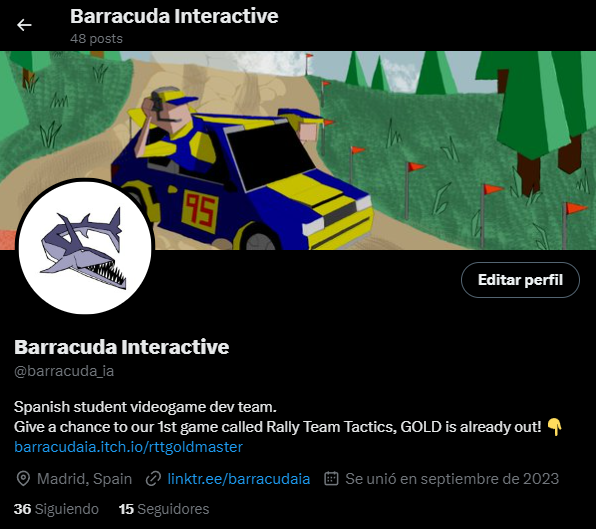 Barracuda Interactive
48 posts
95
Editar perfil
Barracuda Interactive
@barracuda_ia
Spanish student videogame dev team.
Give a chance to our 1st game called Rally Team Tactics, GOLD is already out! 👇
barracudaia.itch.io/rttgoldmaster
Madrid, Spain linktr.ee/barracudaia Se unió en septiembre de 2023
36 Siguiendo 15 Seguidores